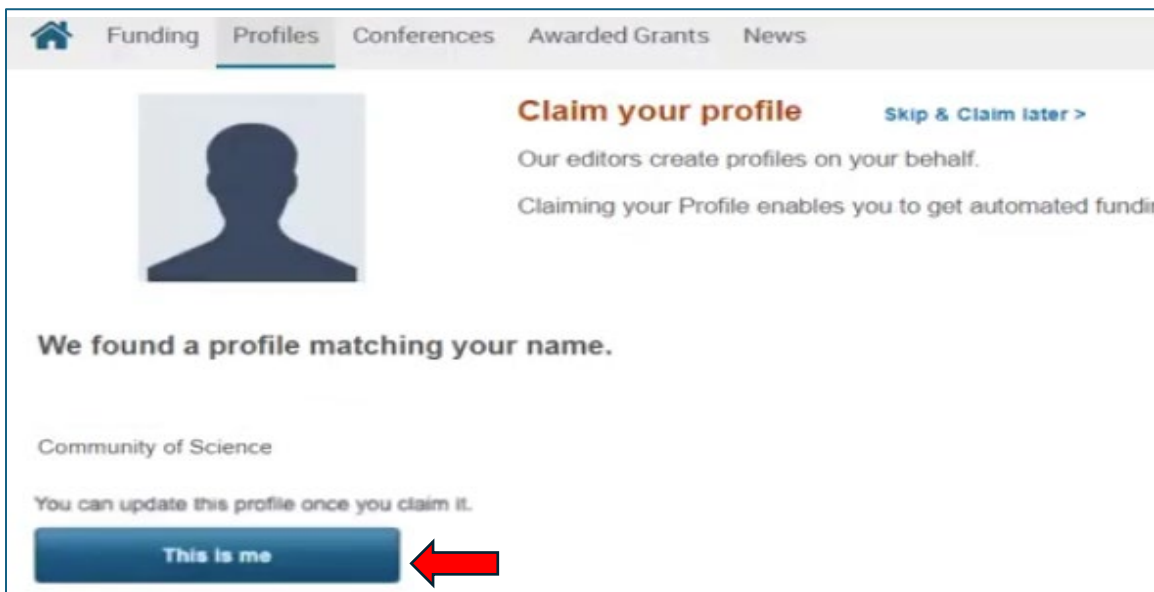 Funding Profiles Conferences Awarded Grants News
Claim your profile Skip & Claim later >
Our editors create profiles on your behalf.
Claiming your Profile enables you to get automated
We found a profile matching your name.
Community of Science
You can update this profile once you claim it.
This is me